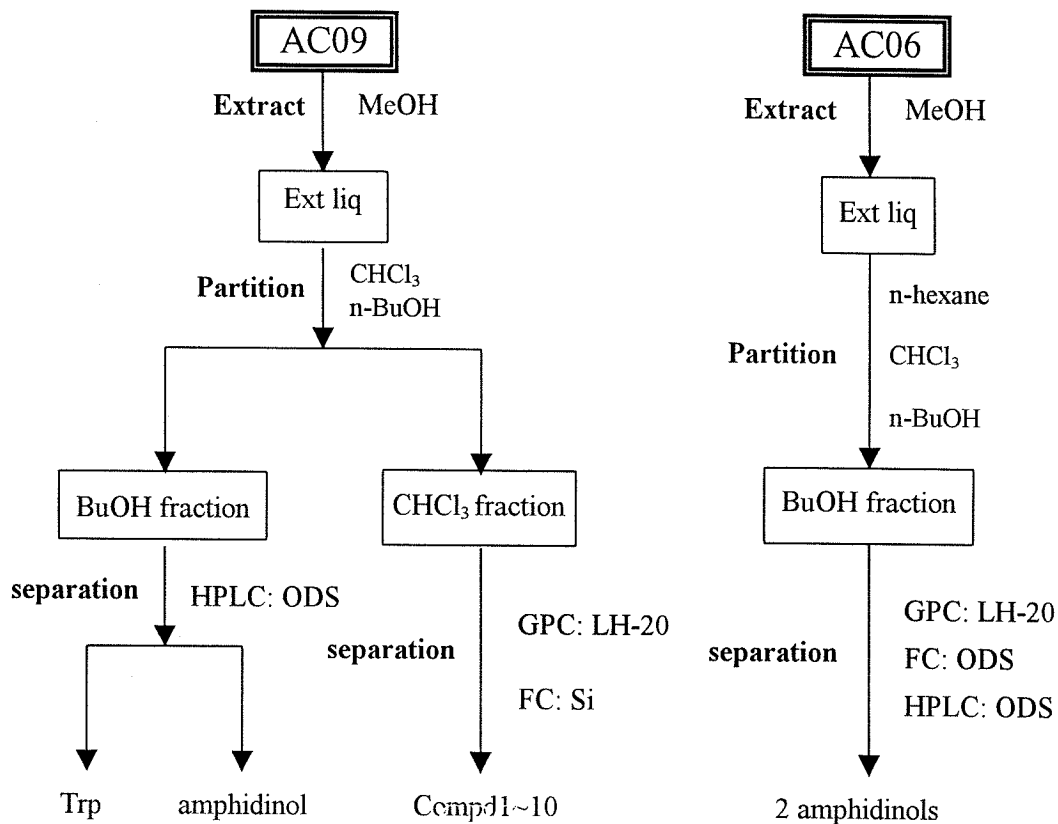 AC09
Extract MeOH
Ext liq
Partition
CHCl₃
n-BuOH
BuOH fraction
CHCl₃ fraction
separation HPLC: ODS
separation
GPC: LH-20
FC: Si
Trp
amphidinol
Compd1~10
AC06
Extract MeOH
Ext liq
Partition
n-hexane
CHCl₃
n-BuOH
BuOH fraction
separation
GPC: LH-20
FC: ODS
HPLC: ODS
2 amphidinols